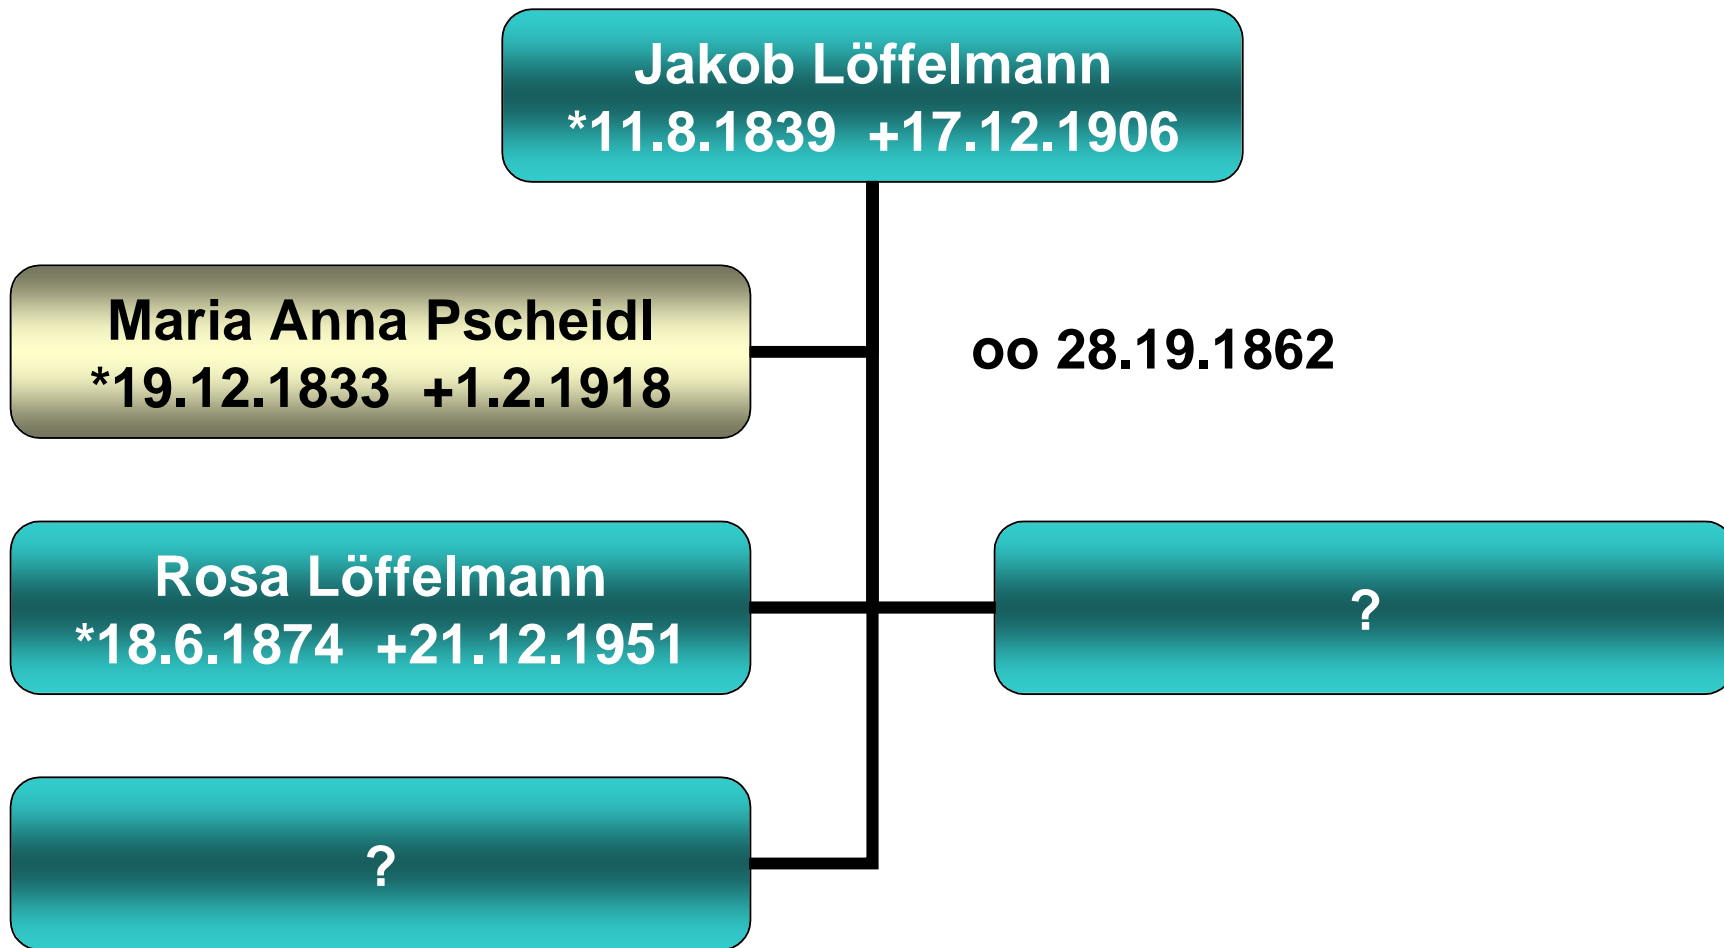 Jakob Löffelmann
*11.8.1839 +17.12.1906
Maria Anna Pscheidl
*19.12.1833 +1.2.1918
oo 28.19.1862
Rosa Löffelmann
*18.6.1874 +21.12.1951
?
?